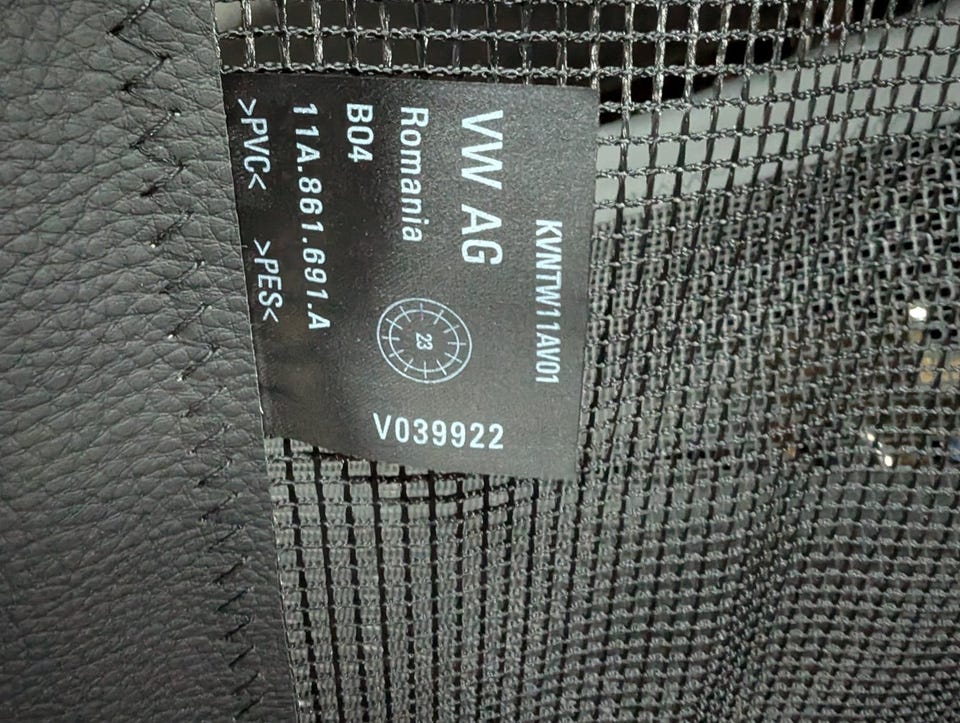 KVNTW11AV01
VW AG
Romania
23
B04
11A.861.691.A
>PVC< >PES<
V039922